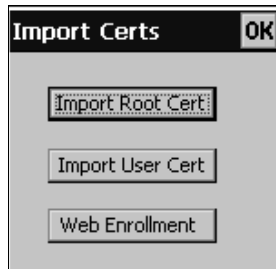 Import Certs OK
Import Root Cert
Import User Cert
Web Enrollment